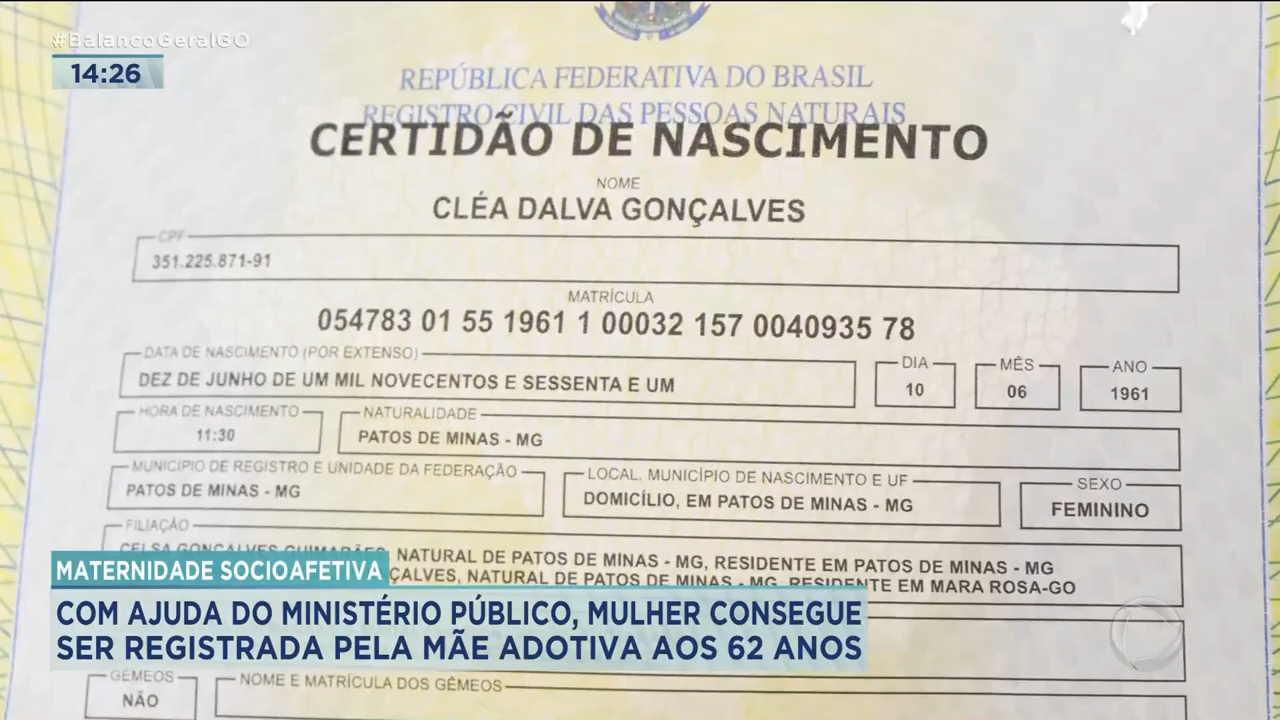 #BalancoGeralGO
14:26
REPÚBLICA FEDERATIVA DO BRASIL
REGISTRO CIVIL DAS PESSOAS NATURAIS
CERTIDÃO DE NASCIMENTO
NOME
CLÉA DALVA GONÇALVES
CPF
351.225.871-91
MATRÍCULA
054783 01 55 1961 1 00032 157 0040935 78
DATA DE NASCIMENTO (POR EXTENSO)
DIA
MÊS
ANO
DEZ DE JUNHO DE UM MIL NOVECENTOS E SESSENTA E UM
10
06
1961
HORA DE NASCIMENTO
NATURALIDADE
11:30
PATOS DE MINAS - MG
MUNICÍPIO DE REGISTRO E UNIDADE DA FEDERAÇÃO
LOCAL, MUNICÍPIO DE NASCIMENTO E UF
SEXO
PATOS DE MINAS - MG
DOMICÍLIO, EM PATOS DE MINAS - MG
FEMININO
FILIAÇÃO
CELSA GONÇALVES GUIMARÃES, NATURAL DE PATOS DE MINAS - MG, RESIDENTE EM PATOS DE MINAS - MG
NATURAL DE PATOS DE MINAS - MG, RESIDENTE EM MARA ROSA-GO
MATERNIDADE SOCIOAFETIVA
COM AJUDA DO MINISTÉRIO PÚBLICO, MULHER CONSEGUE
SER REGISTRADA PELA MÃE ADOTIVA AOS 62 ANOS
GÊMEOS
NOME E MATRÍCULA DOS GÊMEOS
NÃO